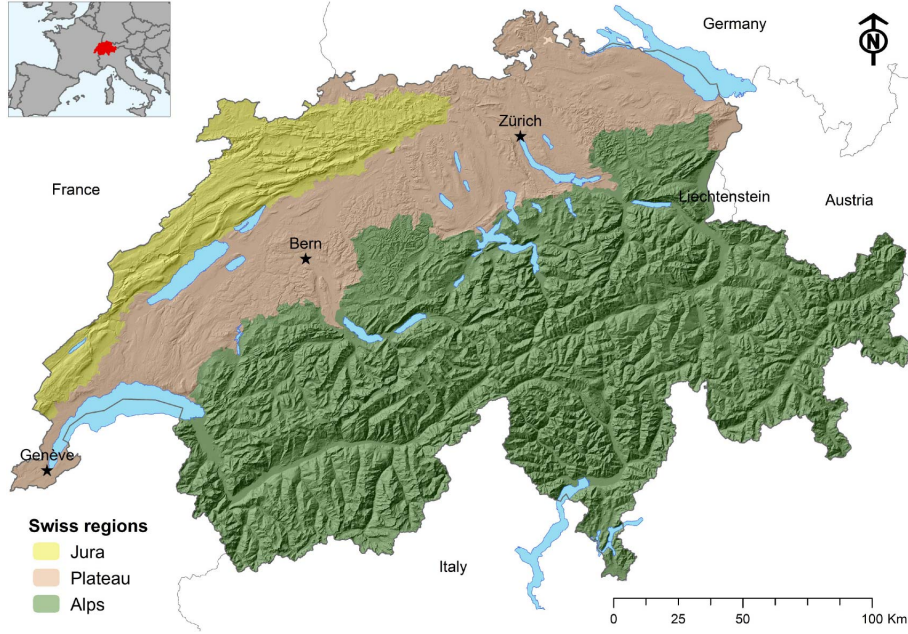 Germany
N
Zürich
France
Liechtenstein
Austria
Bern
Genève
Swiss regions
Jura
Plateau
Alps
Italy
0 25 50 100 Km